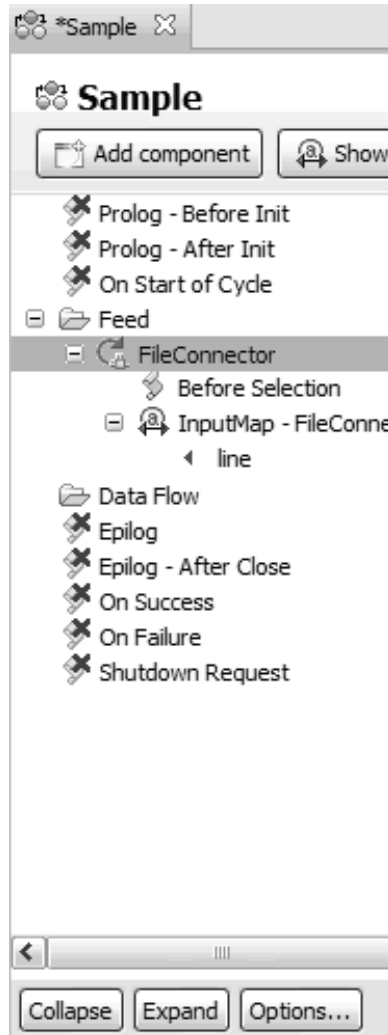 *Sample
Sample
Add component Show
Prolog - Before Init
Prolog - After Init
On Start of Cycle
Feed
FileConnector
Before Selection
InputMap - FileConne
line
Data Flow
Epilog
Epilog - After Close
On Success
On Failure
Shutdown Request
Collapse Expand Options...